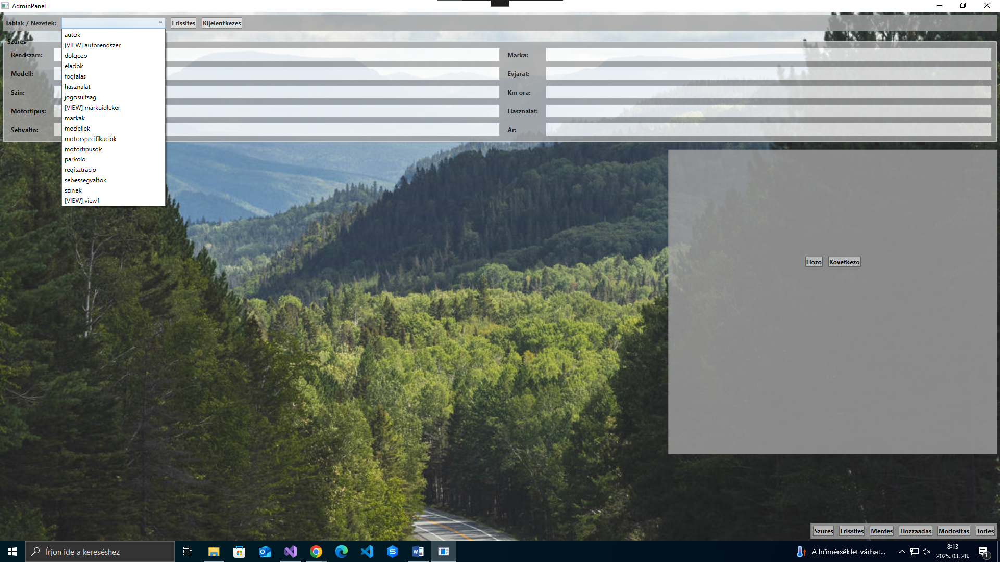 AdminPanel
Tablak / Nezetek:
Frissites
Kijelentkezes
autok
[VIEW] autorendszer
dolgozo
eladok
foglalas
hasznalat
jogosultsag
[VIEW] markaidleker
markak
modellek
motorspecifikaciok
motortipusok
parkolo
regisztracio
sebessegvaltok
szinek
[VIEW] view1
Szures
Rendszam:
Marka:
Modell:
Evjarat:
Szin:
Km ora:
Motortipus:
Hasznalat:
Sebvalto:
Ar:
Elozo
Kovetkezo
Szures
Frissites
Mentes
Hozzaadas
Modositas
Torles
Írjon ide a kereséshez
A hőmérséklet várhat...
8:13
2025. 03. 28.
1